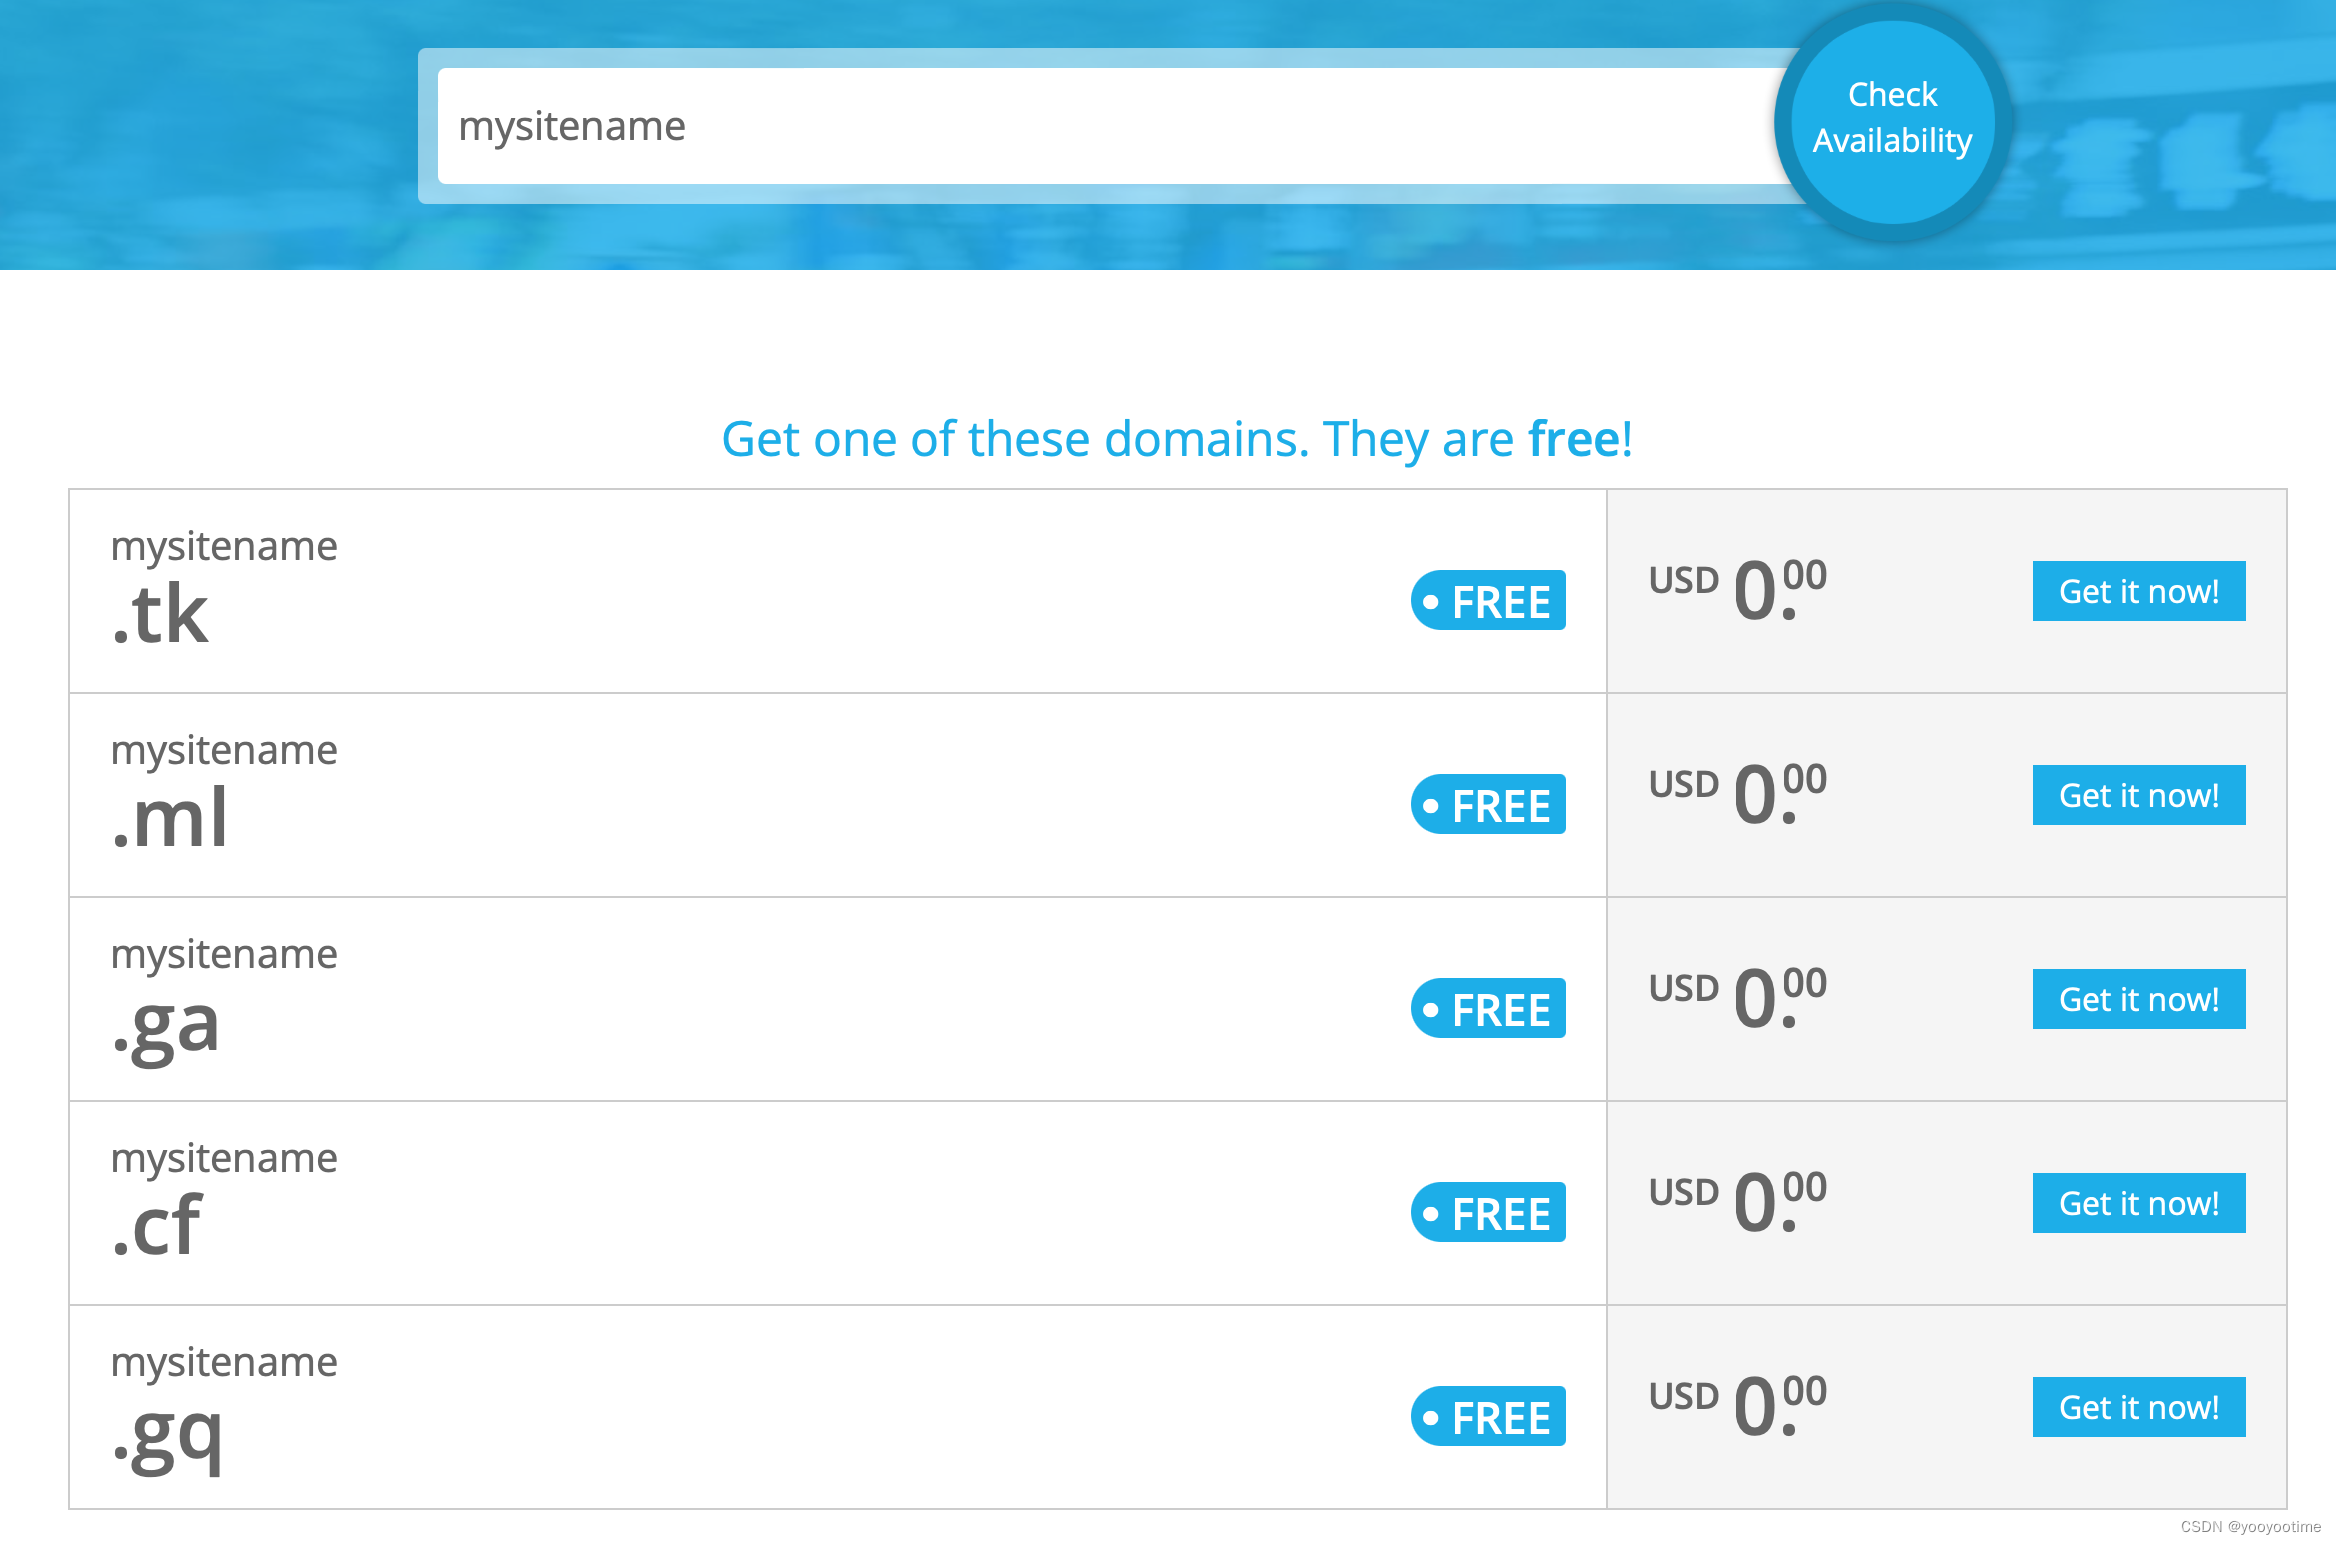 mysitename
Check
Availability
Get one of these domains. They are free!
mysitename
.tk
FREE
USD 0.00
Get it now!
mysitename
.ml
FREE
USD 0.00
Get it now!
mysitename
.ga
FREE
USD 0.00
Get it now!
mysitename
.cf
FREE
USD 0.00
Get it now!
mysitename
.gq
FREE
USD 0.00
Get it now!
CSDN @yooyootime